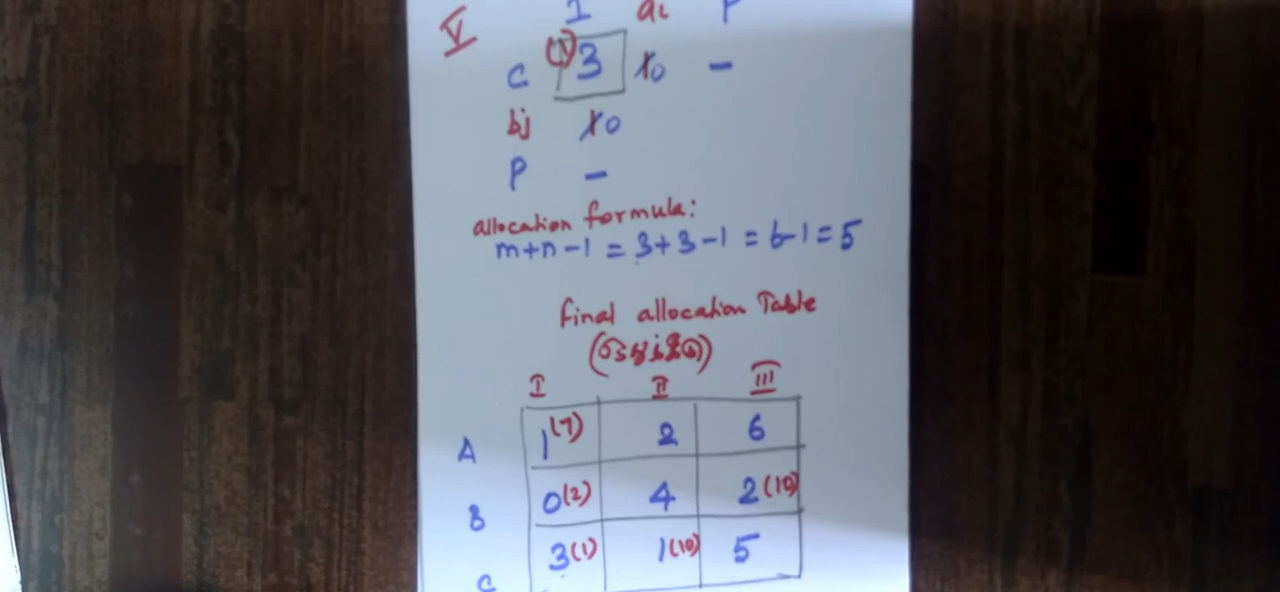 V I ai P
C (1) 3 10 -
bj 10
P -
allocation formula:
m+n-1 = 3+3-1 = 6-1 = 5
final allocation Table
I II III
A 1(7) 2 6
B 0(2) 4 2(10)
C 3(1) 1(10) 5